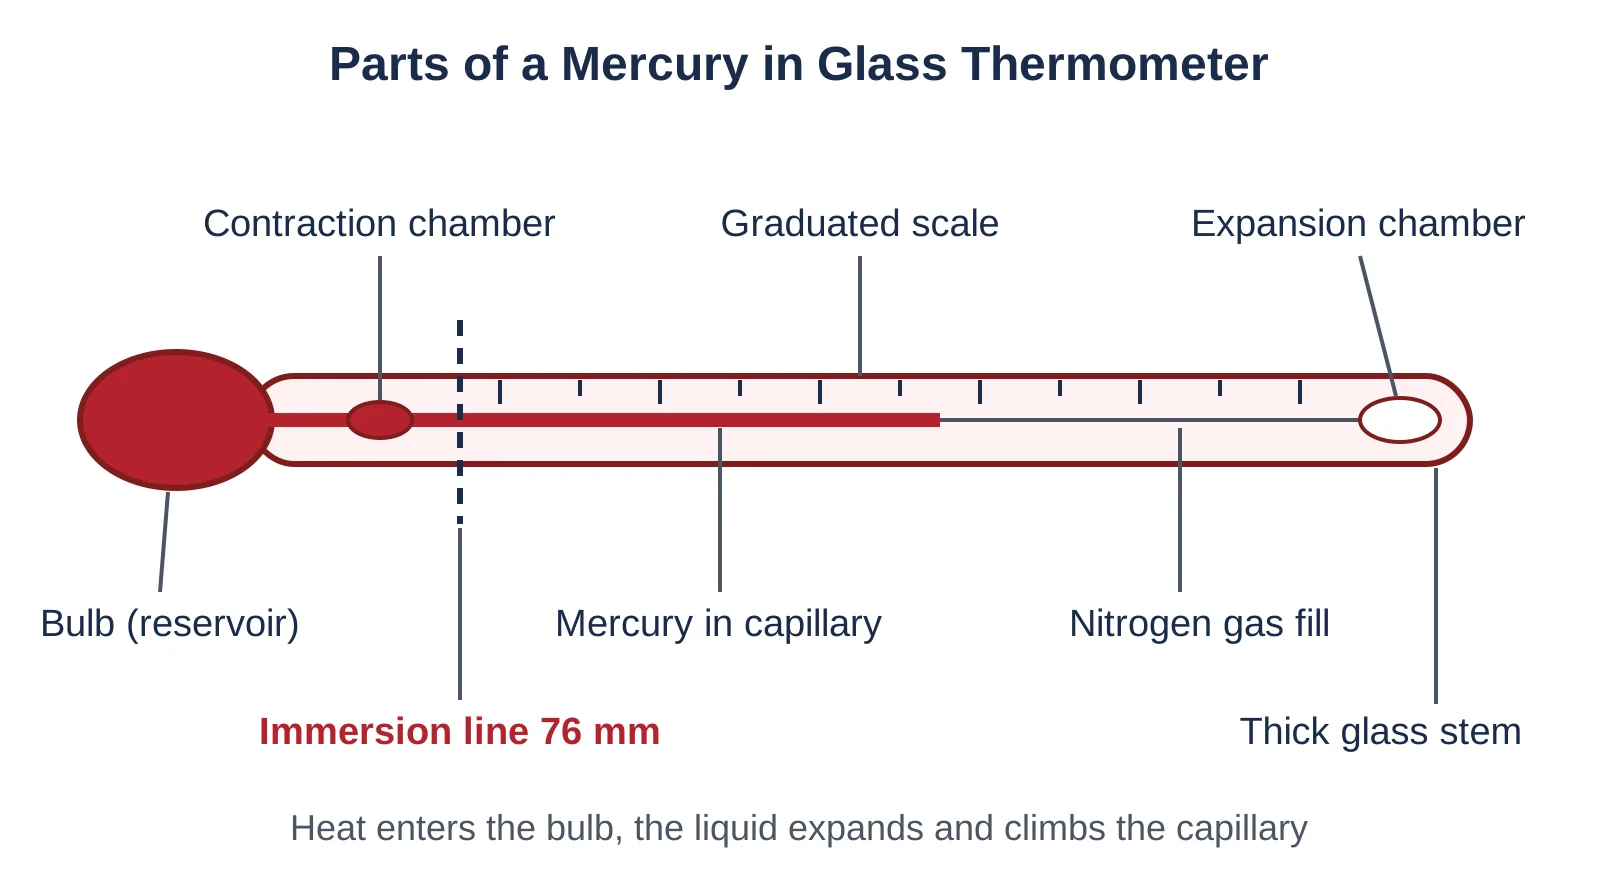 Parts of a Mercury in Glass Thermometer
Contraction chamber
Graduated scale
Expansion chamber
Bulb (reservoir)
Mercury in capillary
Nitrogen gas fill
Immersion line 76 mm
Thick glass stem
Heat enters the bulb, the liquid expands and climbs the capillary